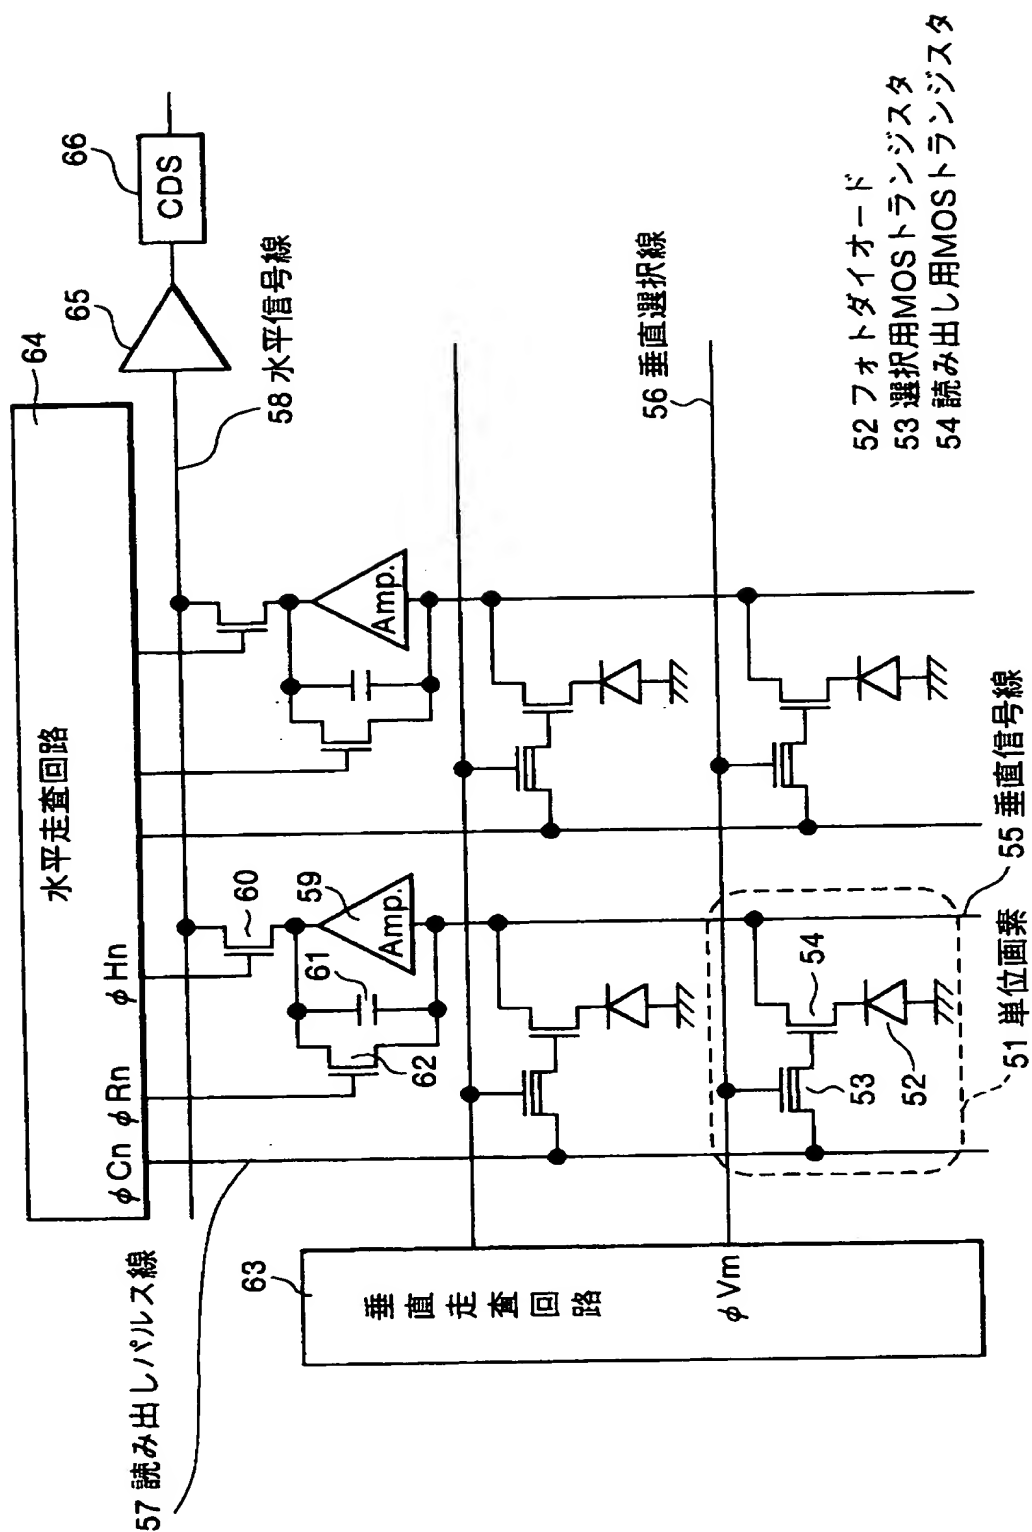 64
水平走査回路
φCn
φRn
φHn
66
CDS
65
58 水平信号線
60
59
Amp.
61
62
Amp.
57 読み出しパルス線
63
垂直走査回路
φVm
56 垂直選択線
54
53
52
51 単位画素
55 垂直信号線
52 フォトダイオード
53 選択用MOSトランジスタ
54 読み出し用MOSトランジスタ